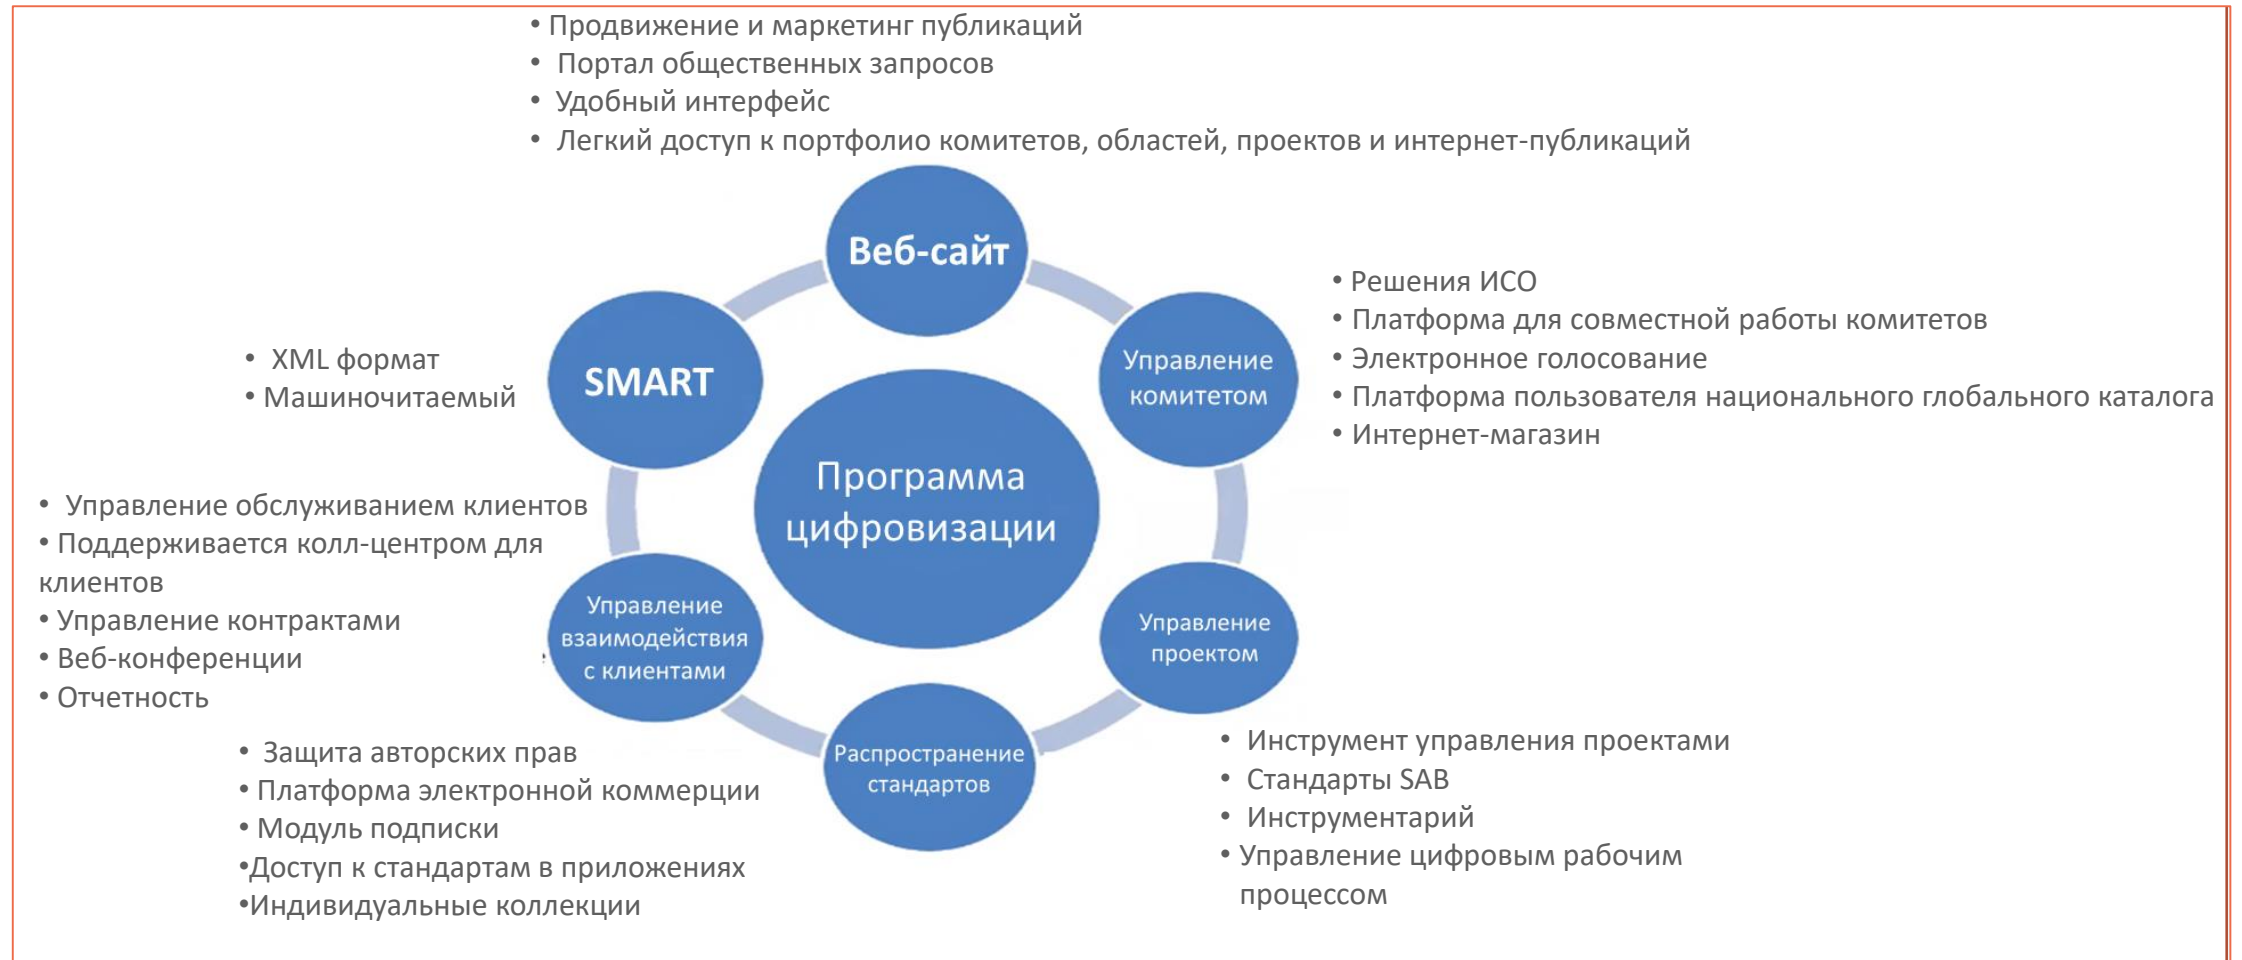 • Продвижение и маркетинг публикаций
• Портал общественных запросов
• Удобный интерфейс
• Легкий доступ к портфолио комитетов, областей, проектов и интернет-публикаций
Веб-сайт
• Решения ИСО
• Платформа для совместной работы комитетов
• Электронное голосование
• Платформа пользователя национального глобального каталога
• Интернет-магазин
Управление
комитетом
• XML формат
• Машиночитаемый
SMART
Программа
цифровизации
• Управление обслуживанием клиентов
• Поддерживается колл-центром для
клиентов
• Управление контрактами
• Веб-конференции
• Отчетность
Управление
взаимодействия
с клиентами
Управление
проектом
Распространение
стандартов
• Защита авторских прав
• Платформа электронной коммерции
• Модуль подписки
•Доступ к стандартам в приложениях
•Индивидуальные коллекции
• Инструмент управления проектами
• Стандарты SAB
• Инструментарий
• Управление цифровым рабочим
процессом